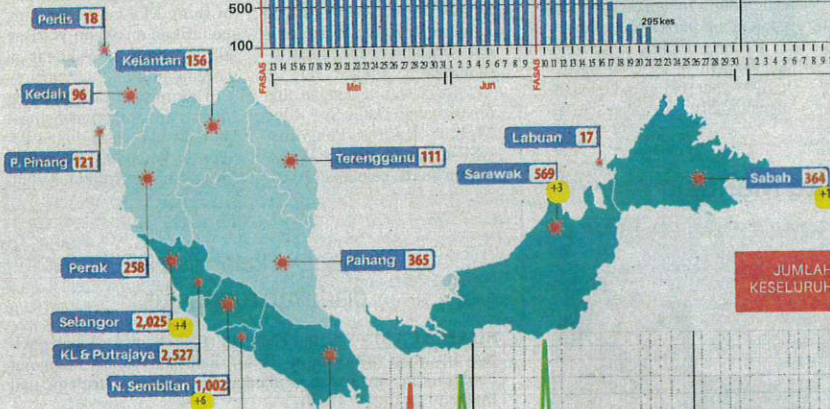 500
295 kes
100
FASA5
13 14 15 16 17 18 19 20 21 22 23 24 25 26 27 28 29 30 31
1 2 3 4 5 6 7 8 9
FASA
10 11 12 13 14 15 16 17 18 19 20 21 22 23 24 25 26 27 28 29 30
1 2 3 4 5 6 7 8 9
Mei
Jun
Perlis 18
Kelantan 156
Kedah 96
P. Pinang 121
Terengganu 111
Labuan 17
Sarawak 569
+3
Sabah 364
Perak 258
Pahang 365
Selangor 2,025
+4
KL & Putrajaya 2,527
N. Sembilan 1,002
+6
JUMLAH
KESELURUH